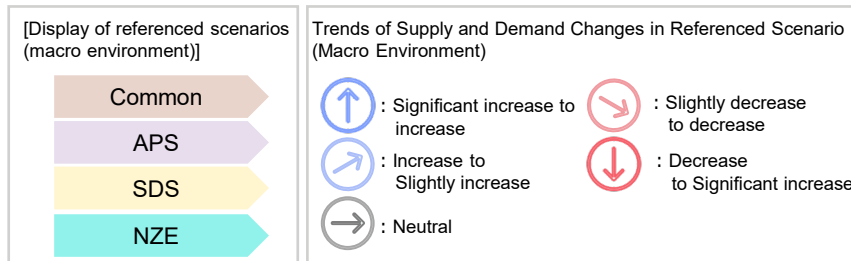 [Display of referenced scenarios
(macro environment)]
Common
APS
SDS
NZE
Trends of Supply and Demand Changes in Referenced Scenario
(Macro Environment)
: Significant increase to
increase
: Increase to
Slightly increase
: Neutral
: Slightly decrease
to decrease
: Decrease
to Significant increase